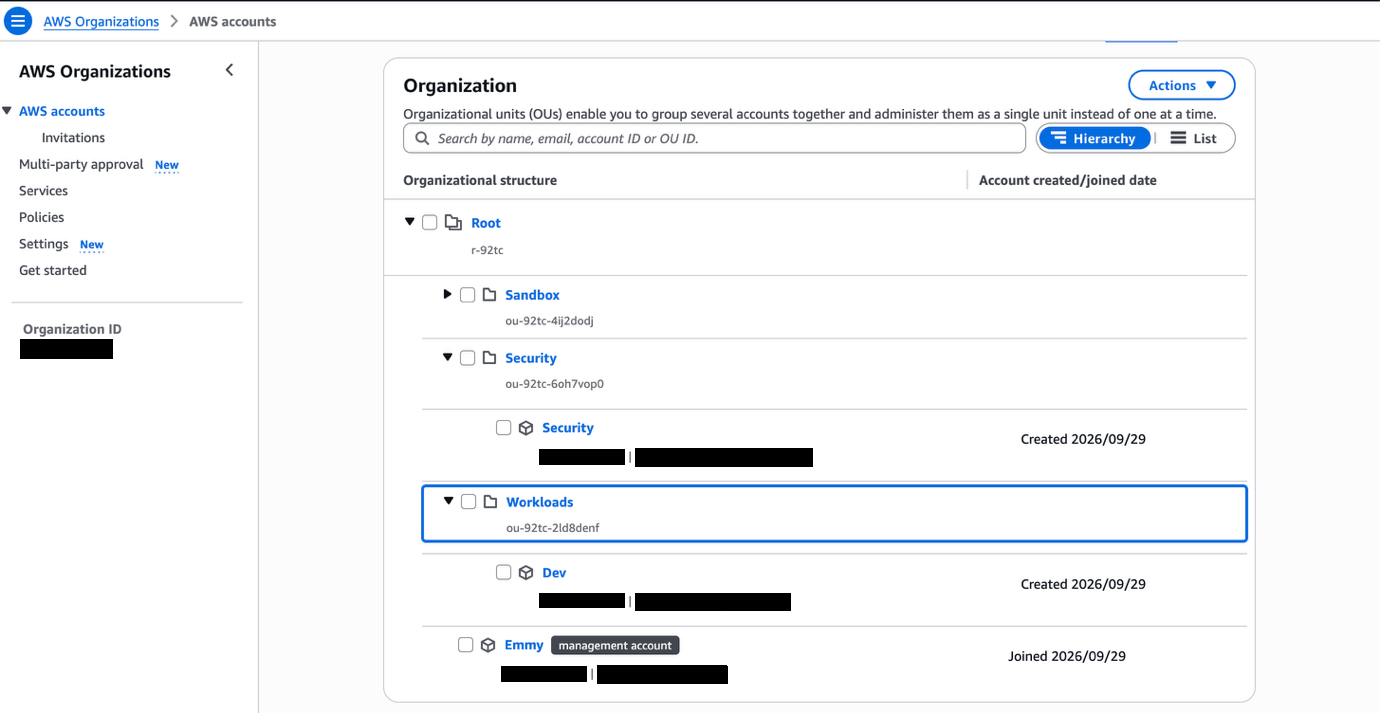 AWS Organizations > AWS accounts
AWS Organizations
AWS accounts
Invitations
Multi-party approval New
Services
Policies
Settings New
Get started
Organization ID
Organization
Actions
Organizational units (OUs) enable you to group several accounts together and administer them as a single unit instead of one at a time.
Search by name, email, account ID or OU ID.
Hierarchy
List
Organizational structure
Account created/joined date
Root
r-92tc
Sandbox
ou-92tc-4ij2dodj
Security
ou-92tc-6oh7vop0
Security
Created 2026/09/29
|
Workloads
ou-92tc-2ld8denf
Dev
Created 2026/09/29
|
Emmy management account
Joined 2026/09/29
|